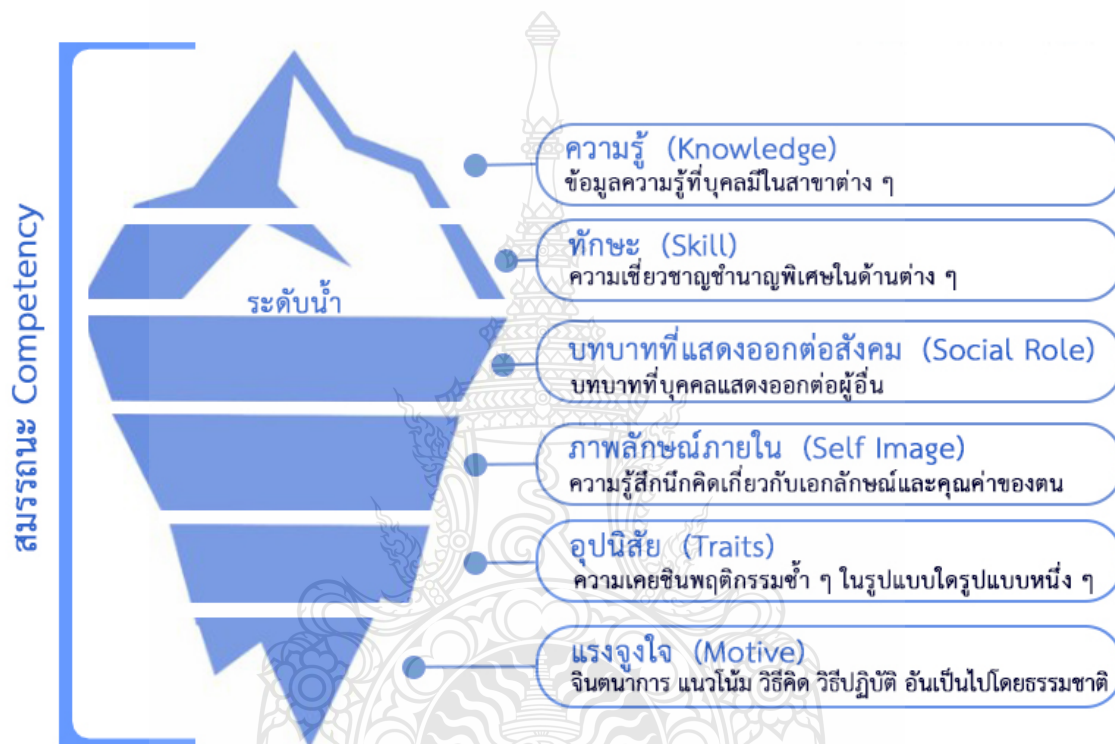 สมรรถนะ Competency
ความรู้ (Knowledge)
ข้อมูลความรู้ที่บุคลมีในสาขาต่าง ๆ
ทักษะ (Skill)
ความเชี่ยวชาญชำนาญพิเศษในด้านต่าง ๆ
ระดับน้ำ
บทบาทที่แสดงออกต่อสังคม (Social Role)
บทบาทที่บุคคลแสดงออกต่อผู้อื่น
ภาพลักษณ์ภายใน (Self Image)
ความรู้สึกนึกคิดเกี่ยวกับเอกลักษณ์และคุณค่าของตน
อุปนิสัย (Traits)
ความเคยชินพฤติกรรมซ้ำ ๆ ในรูปแบบใดรูปแบบหนึ่ง ๆ
แรงจูงใจ (Motive)
จินตนาการ แนวโน้ม วิธีคิด วิธีปฏิบัติ อันเป็นไปโดยธรรมชาติ